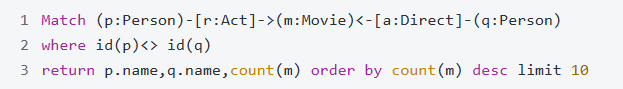 1 Match (p:Person)-[r:Act]->(m:Movie)<-[a:Direct]-(q:Person)
2 where id(p)<> id(q)
3 return p.name,q.name,count(m) order by count(m) desc limit 10